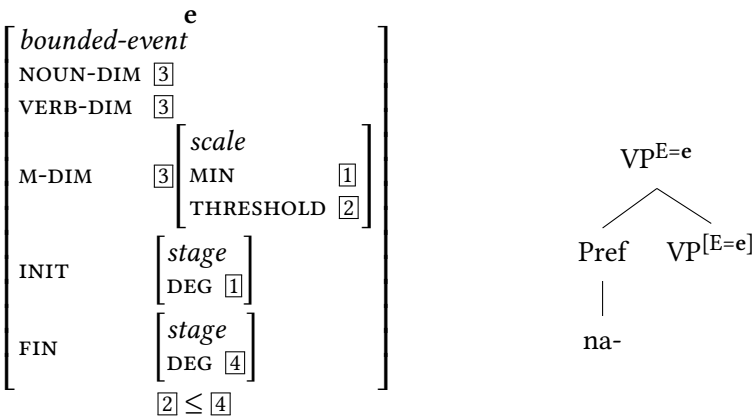 e
bounded-event
NOUN-DIM 3
VERB-DIM 3
M-DIM 3
scale
MIN 1
THRESHOLD 2
INIT
stage
DEG 1
FIN
stage
DEG 4
2 ≤ 4
VP^E=e
Pref VP^[E=e]
na-